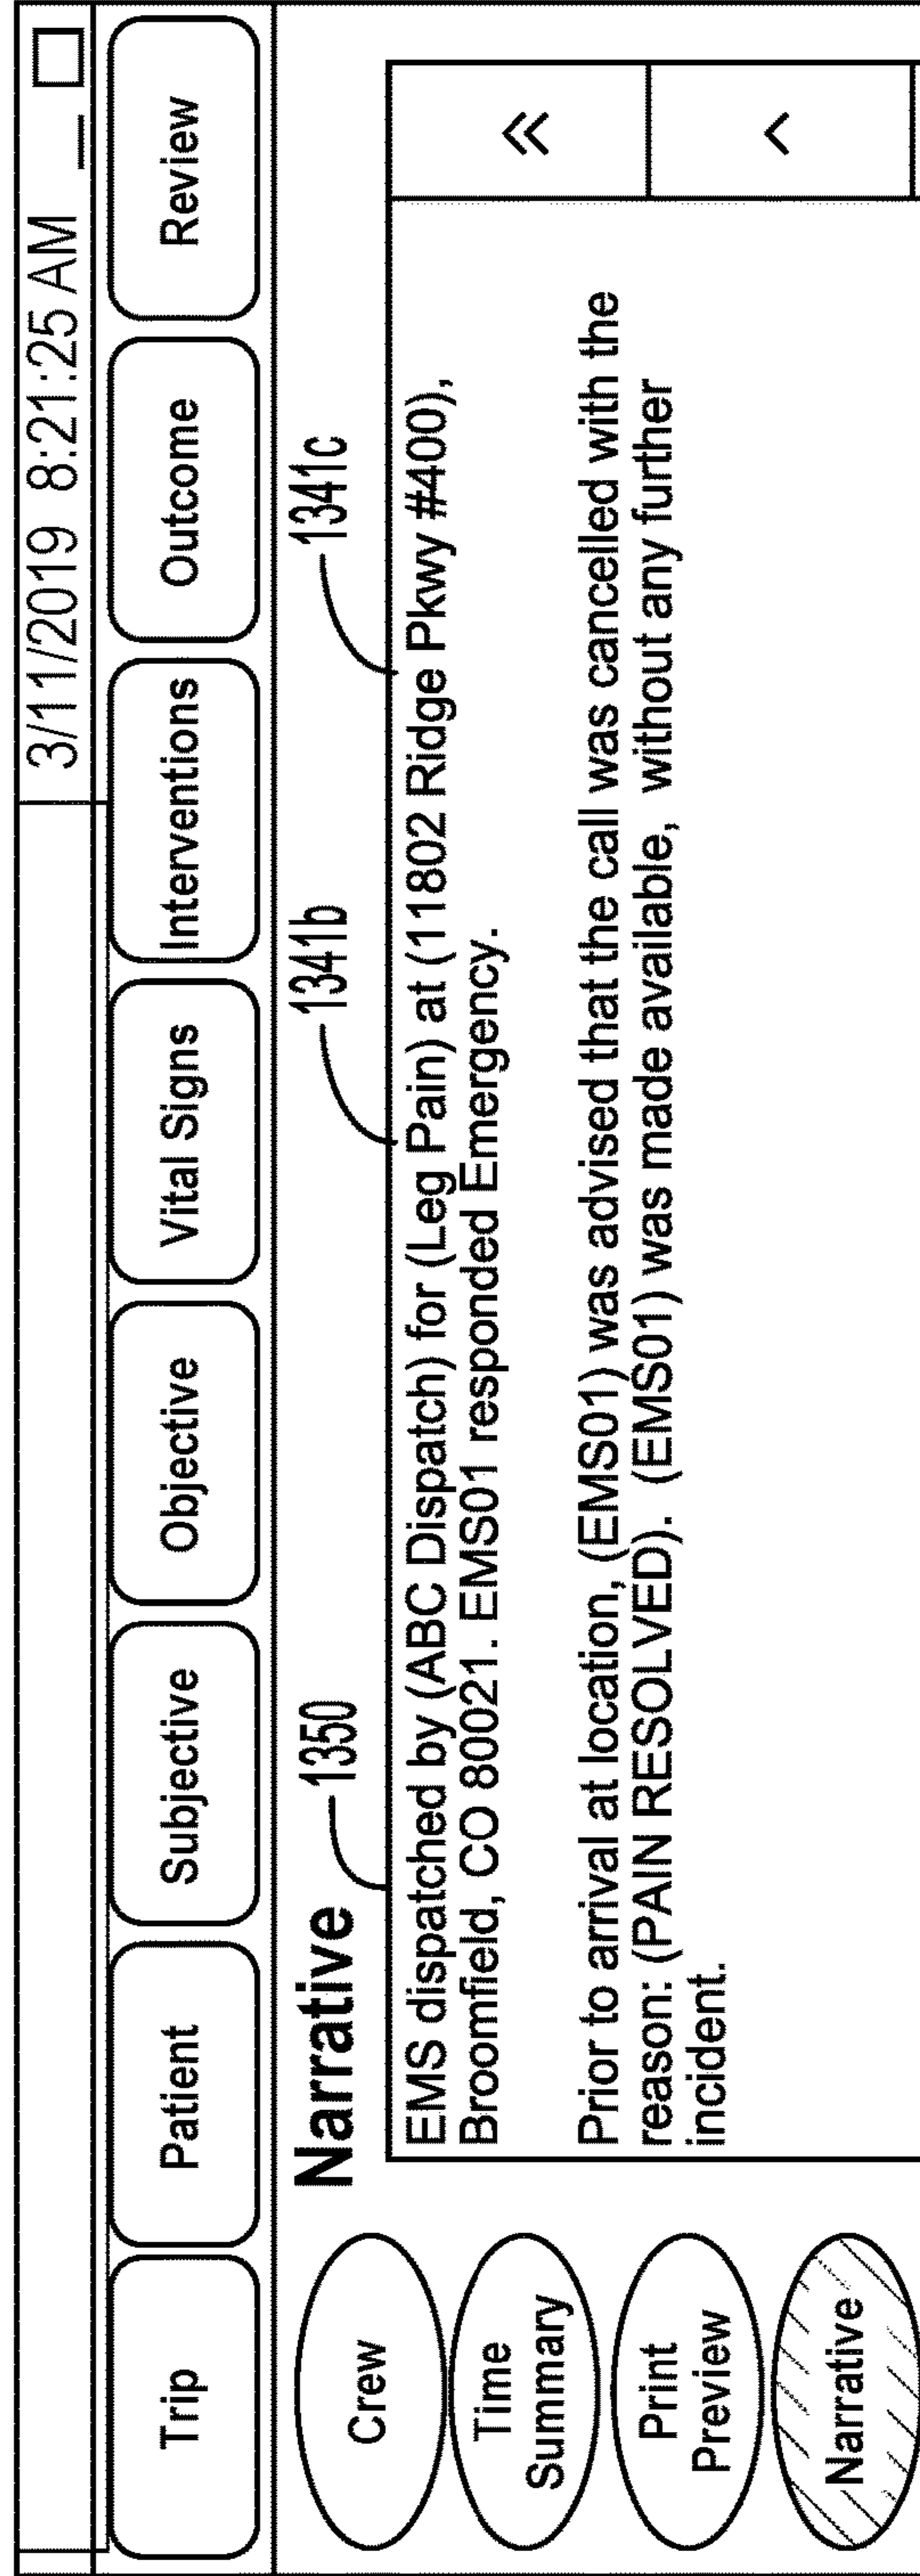 3/11/2019 8:21:25 AM
Trip
Patient
Subjective
Objective
Vital Signs
Interventions
Outcome
Review
Crew
Time
Summary
Print
Preview
Narrative
Narrative
1350
1341b
1341c
EMS dispatched by (ABC Dispatch) for (Leg Pain) at (11802 Ridge Pkwy #400),
Broomfield, CO 80021. EMS01 responded Emergency.
Prior to arrival at location, (EMS01) was advised that the call was cancelled with the
reason: (PAIN RESOLVED). (EMS01) was made available, without any further
incident.